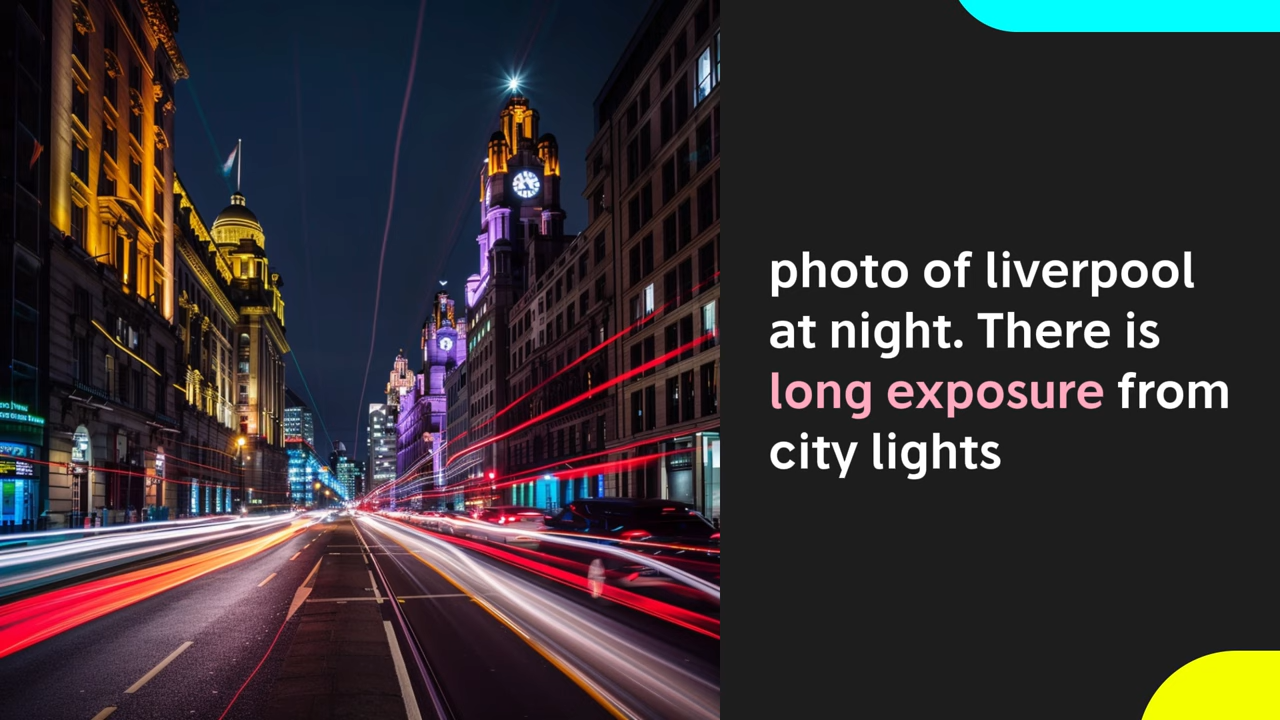 photo of liverpool
at night. There is
long exposure from
city lights